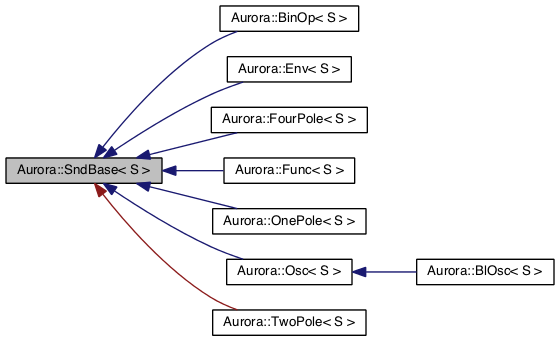 Aurora::BinOp< S >
Aurora::Env< S >
Aurora::FourPole< S >
Aurora::SndBase< S >
Aurora::Func< S >
Aurora::OnePole< S >
Aurora::Osc< S >
Aurora::BlOsc< S >
Aurora::TwoPole< S >